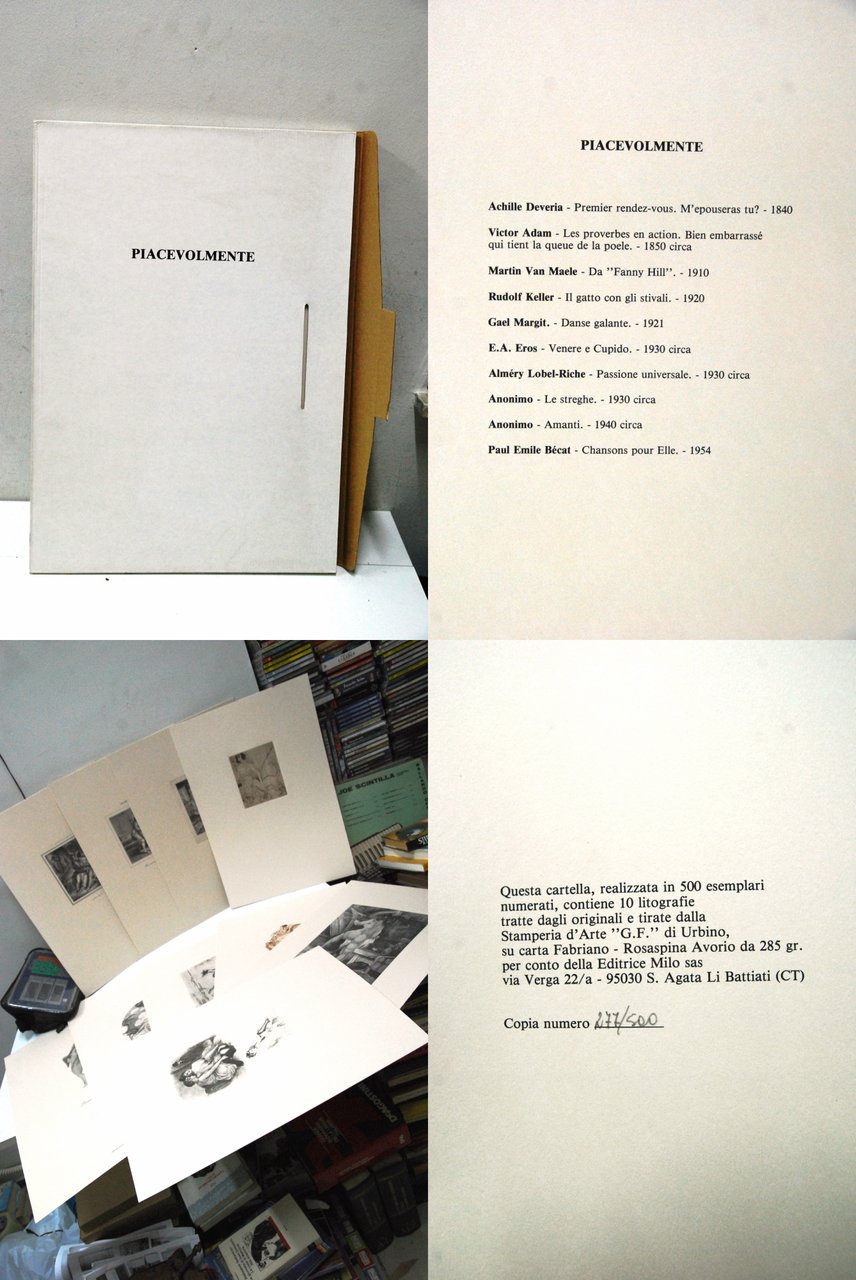 PIACEVOLMENTE
PIACEVOLMENTE
Achille Deveria - Premier rendez-vous. M'epouseras tu? - 1840
Victor Adam - Les proverbes en action. Bien embarrassé
qui tient la queue de la poele. - 1850 circa
Martin Van Maele - Da ''Fanny Hill''. - 1910
Rudolf Keller - Il gatto con gli stivali. - 1920
Gael Margit. - Danse galante. - 1921
E.A. Eros - Venere e Cupido. - 1930 circa
Alméry Lobel-Riche - Passione universale. - 1930 circa
Anonimo - Le streghe. - 1930 circa
Anonimo - Amanti. - 1940 circa
Paul Emile Bécat - Chansons pour Elle. - 1954
JOE SCINTILLA
DEAGOSTINI
Questa cartella, realizzata in 500 esemplari
numerati, contiene 10 litografie
tratte dagli originali e tirate dalla
Stamperia d'Arte ''G.F.'' di Urbino,
su carta Fabriano - Rosaspina Avorio da 285 gr.
per conto della Editrice Milo sas
via Verga 22/a - 95030 S. Agata Li Battiati (CT)
Copia numero 277/500